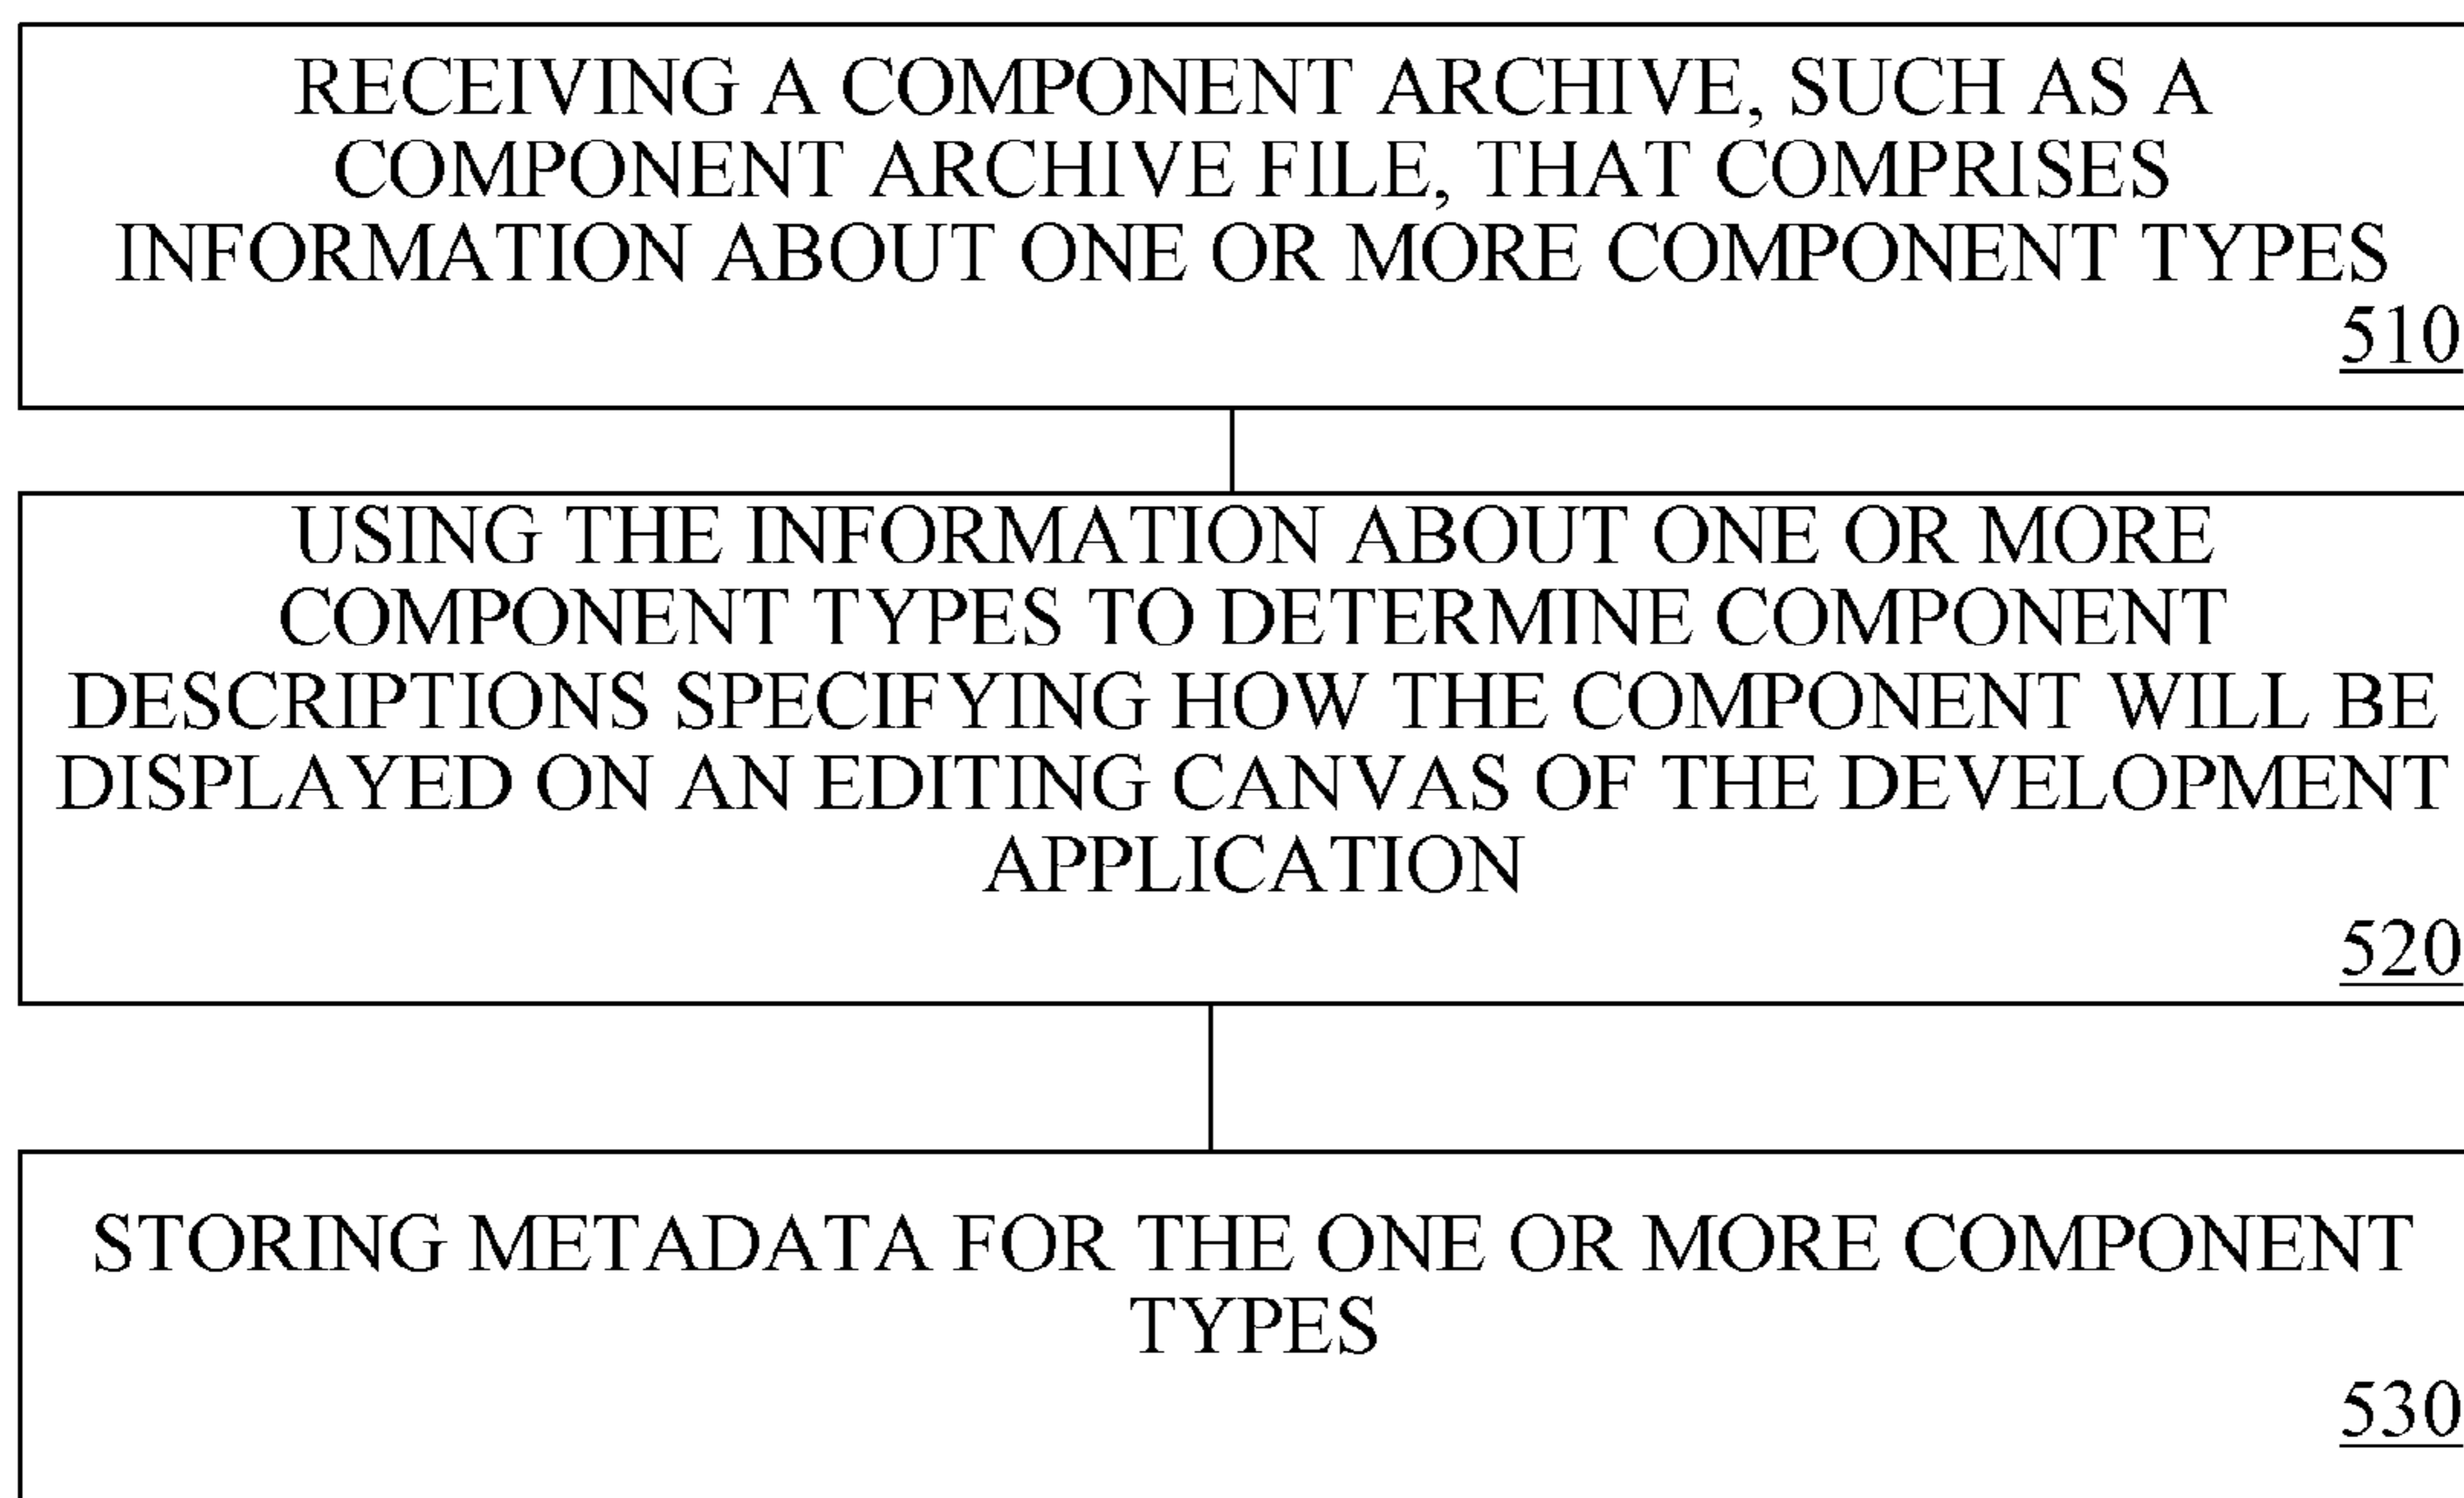 RECEIVING A COMPONENT ARCHIVE, SUCH AS A
COMPONENT ARCHIVE FILE, THAT COMPRISES
INFORMATION ABOUT ONE OR MORE COMPONENT TYPES
510
USING THE INFORMATION ABOUT ONE OR MORE
COMPONENT TYPES TO DETERMINE COMPONENT
DESCRIPTIONS SPECIFYING HOW THE COMPONENT WILL BE
DISPLAYED ON AN EDITING CANVAS OF THE DEVELOPMENT
APPLICATION
520
STORING METADATA FOR THE ONE OR MORE COMPONENT
TYPES
530